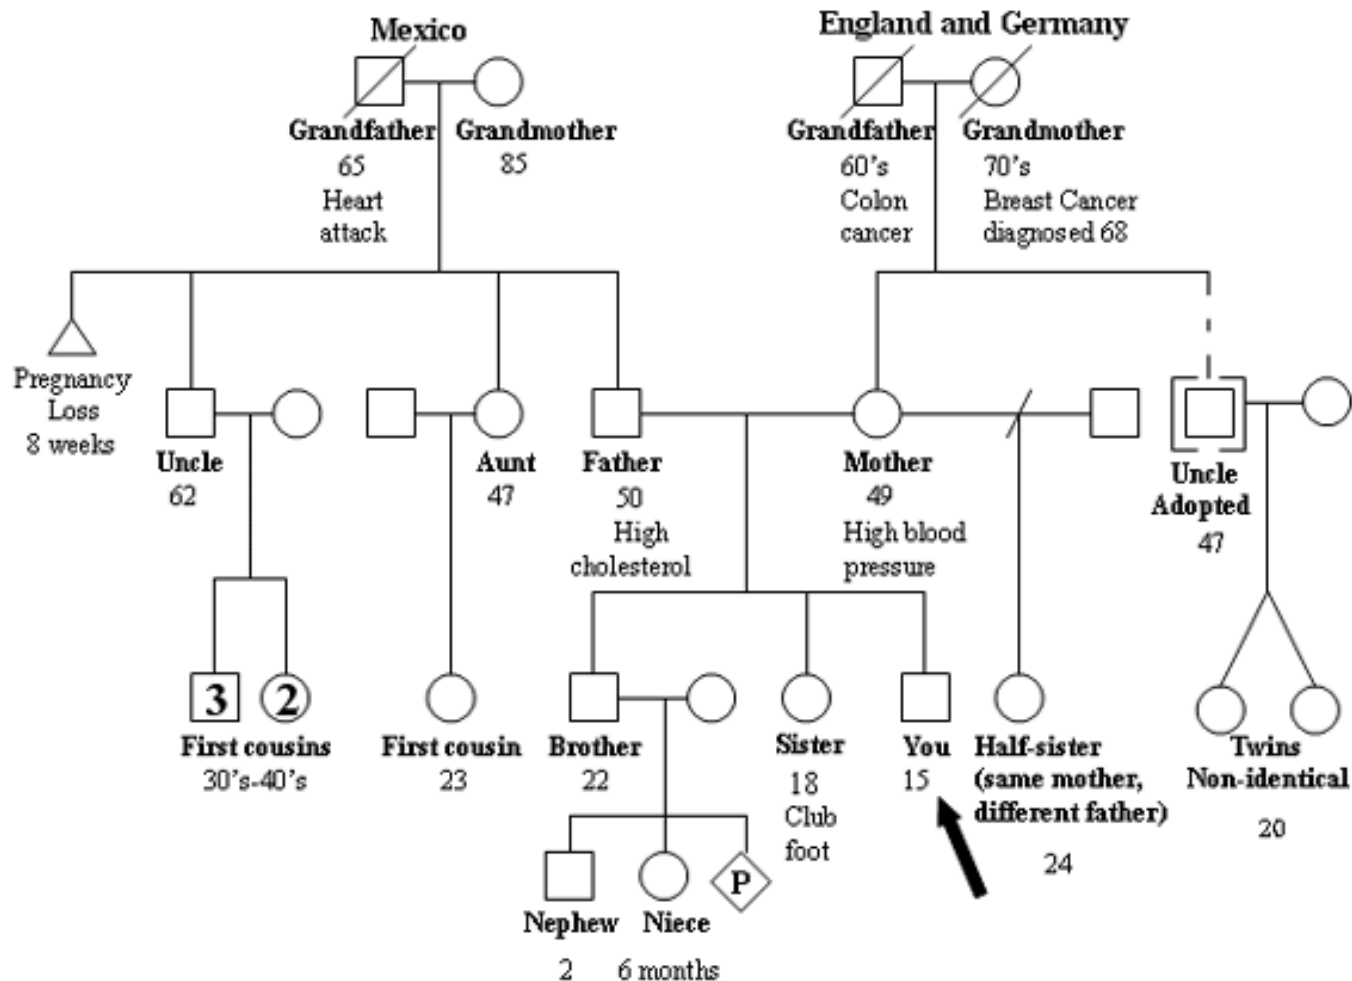 Mexico
England and Germany
Grandfather
65
Heart
attack
Grandmother
85
Grandfather
60's
Colon
cancer
Grandmother
70's
Breast Cancer
diagnosed 68
Pregnancy
Loss
8 weeks
Uncle
62
Aunt
47
Father
50
High
cholesterol
Mother
49
High blood
pressure
Uncle
Adopted
47
3
2
First cousins
30's-40's
First cousin
23
Brother
22
Sister
18
Club
foot
You
15
Half-sister
(same mother,
different father)
24
Twins
Non-identical
20
P
Nephew
2
Niece
6 months